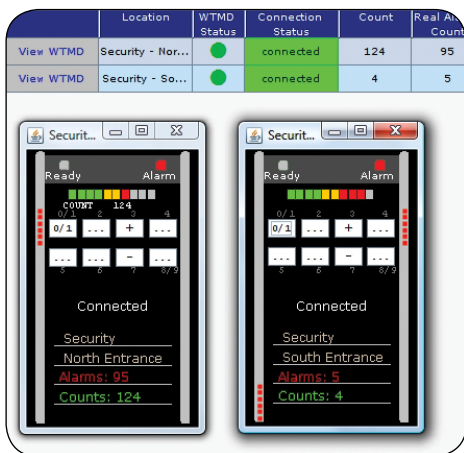 Location WTMD Status Connection Status Count Real Al Count
View WTMD Security - Nor... connected 124 95
View WTMD Security - So... connected 4 5
Securit... Securit...
Ready Alarm
COUNT 124
0/1 2 3 4
0/1 ... + ...
... ... - ...
5 6 7 8/9
Connected
Security
North Entrance
Alarms: 95
Counts: 124
Ready Alarm
0/1 2 3 4
0/1 ... + ...
... ... - ...
5 6 7 8/9
Connected
Security
South Entrance
Alarms: 5
Counts: 4